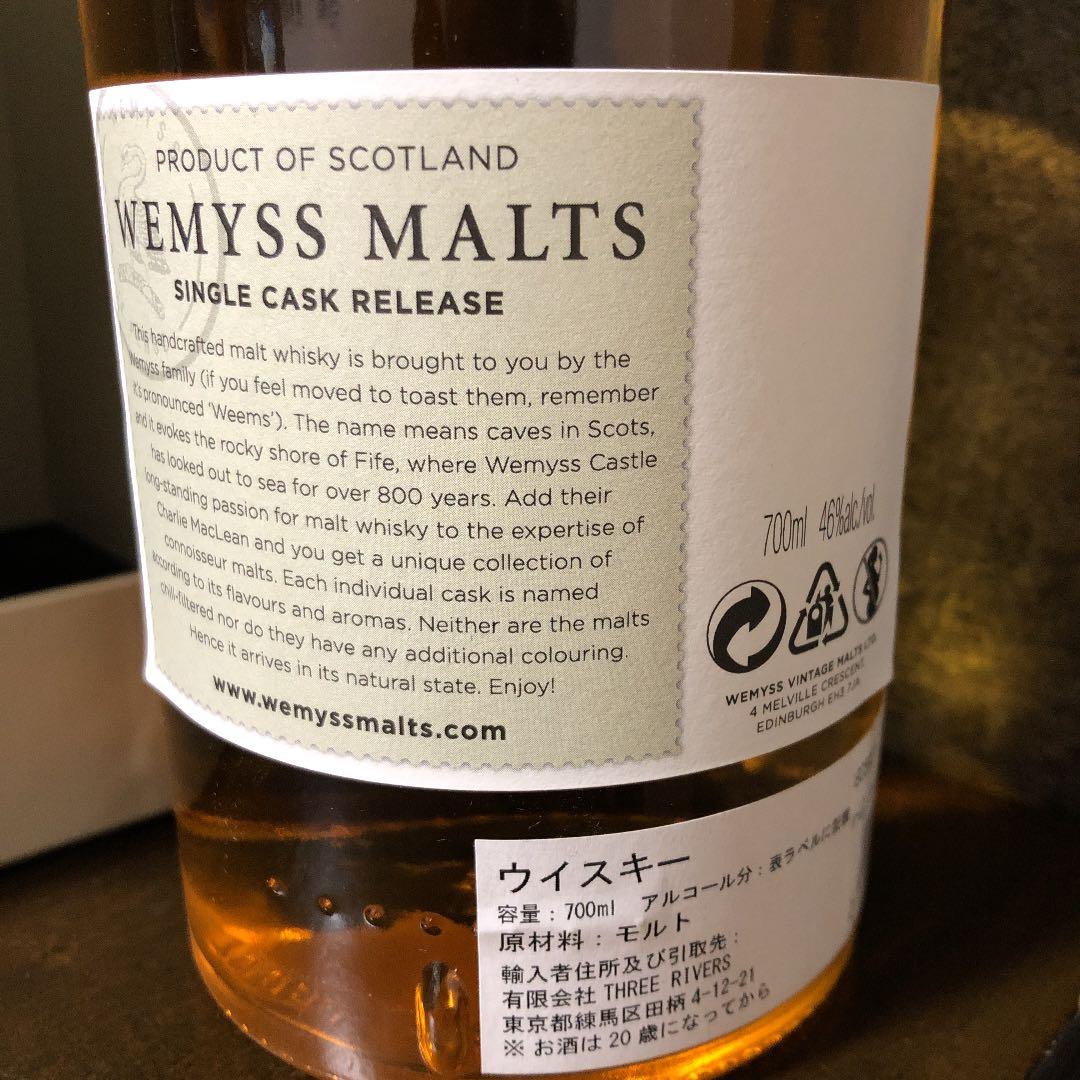 PRODUCT OF SCOTLAND
WEMYSS MALTS
SINGLE CASK RELEASE
This handcrafted malt whisky is brought to you by the
Wemyss family (if you feel moved to toast them, remember
it's pronounced 'Weems'). The name means caves in Scots,
and it evokes the rocky shore of Fife, where Wemyss Castle
has looked out to sea for over 800 years. Add their
long-standing passion for malt whisky to the expertise of
Charlie MacLean and you get a unique collection of
connoisseur malts. Each individual cask is named
according to its flavours and aromas. Neither are the malts
chill-filtered nor do they have any additional colouring.
Hence it arrives in its natural state. Enjoy!
www.wemyssmalts.com
700ml 46%alc/vol
WEMYSS VINTAGE MALTS LTD.
4 MELVILLE CRESCENT,
EDINBURGH EH3 7JA
ウイスキー
容量：700ml アルコール分：表ラベルに記載
原材料：モルト
輸入者住所及び引取先：
有限会社 THREE RIVERS
東京都練馬区田柄 4-12-21
※ お酒は 20 歳になってから